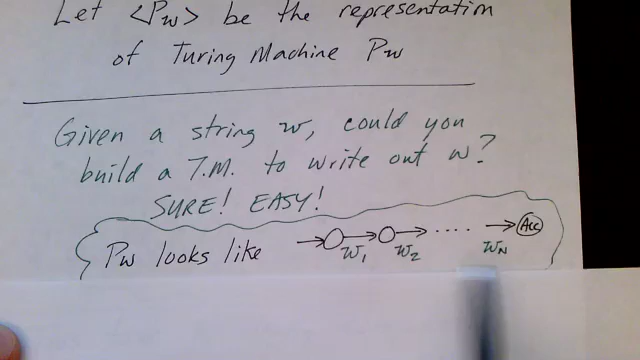 Let <Pw> be the representation
of Turing Machine Pw
Given a string w, could you
build a T.M. to write out w?
SURE! EASY!
Pw looks like → ○ → ○ → .... → Acc
w₁ w₂ wN